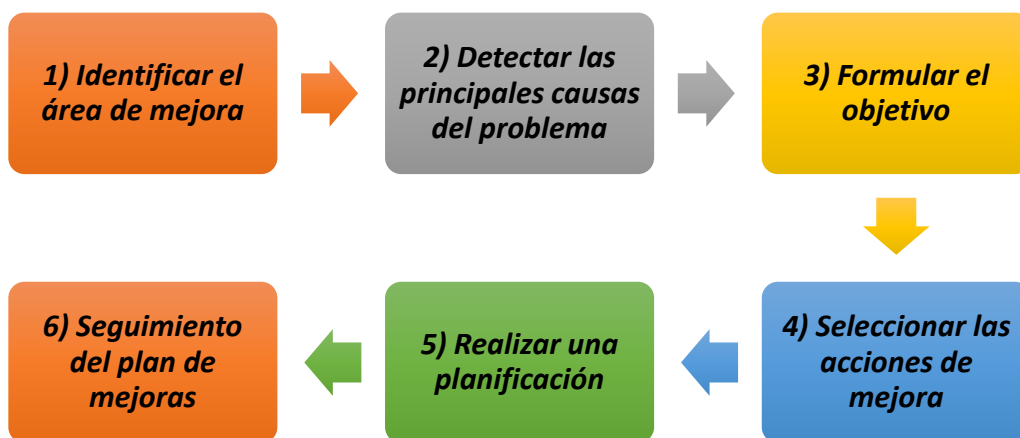 1) Identificar el
área de mejora
2) Detectar las
principales causas
del problema
3) Formular el
objetivo
4) Seleccionar las
acciones de
mejora
5) Realizar una
planificación
6) Seguimiento
del plan de
mejoras